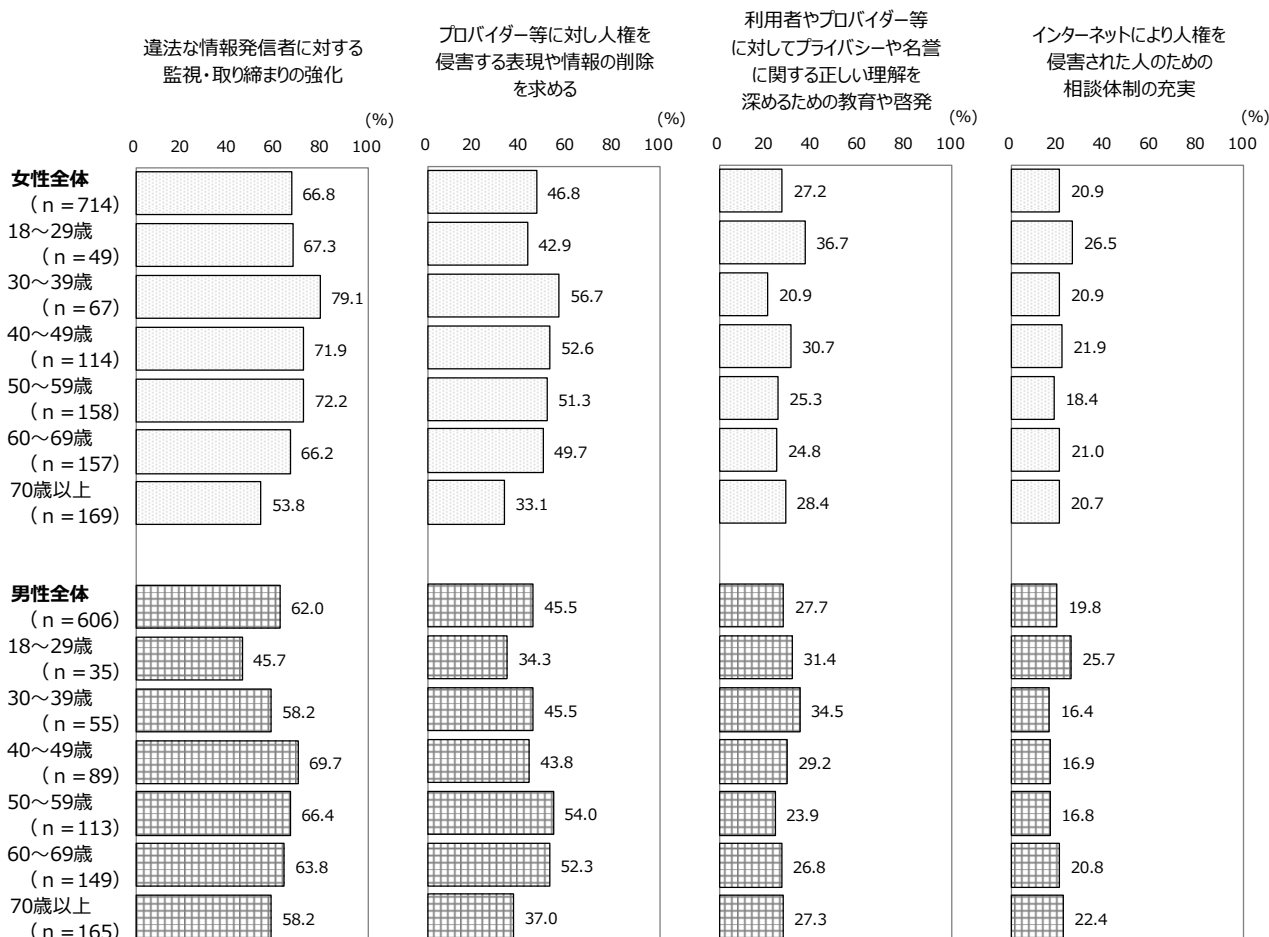 違法な情報発信者に対する
監視・取り締まりの強化
(%)
0 20 40 60 80 100
プロバイダー等に対し人権を
侵害する表現や情報の削除
を求める
(%)
0 20 40 60 80 100
利用者やプロバイダー等
に対してプライバシーや名誉
に関する正しい理解を
深めるための教育や啓発
(%)
0 20 40 60 80 100
インターネットにより人権を
侵害された人のための
相談体制の充実
(%)
0 20 40 60 80 100
女性全体
(n=714)
66.8 46.8 27.2 20.9
18～29歳
(n=49)
67.3 42.9 36.7 26.5
30～39歳
(n=67)
79.1 56.7 20.9 20.9
40～49歳
(n=114)
71.9 52.6 30.7 21.9
50～59歳
(n=158)
72.2 51.3 25.3 18.4
60～69歳
(n=157)
66.2 49.7 24.8 21.0
70歳以上
(n=169)
53.8 33.1 28.4 20.7
男性全体
(n=606)
62.0 45.5 27.7 19.8
18～29歳
(n=35)
45.7 34.3 31.4 25.7
30～39歳
(n=55)
58.2 45.5 34.5 16.4
40～49歳
(n=89)
69.7 43.8 29.2 16.9
50～59歳
(n=113)
66.4 54.0 23.9 16.8
60～69歳
(n=149)
63.8 52.3 26.8 20.8
70歳以上
(n=165)
58.2 37.0 27.3 22.4